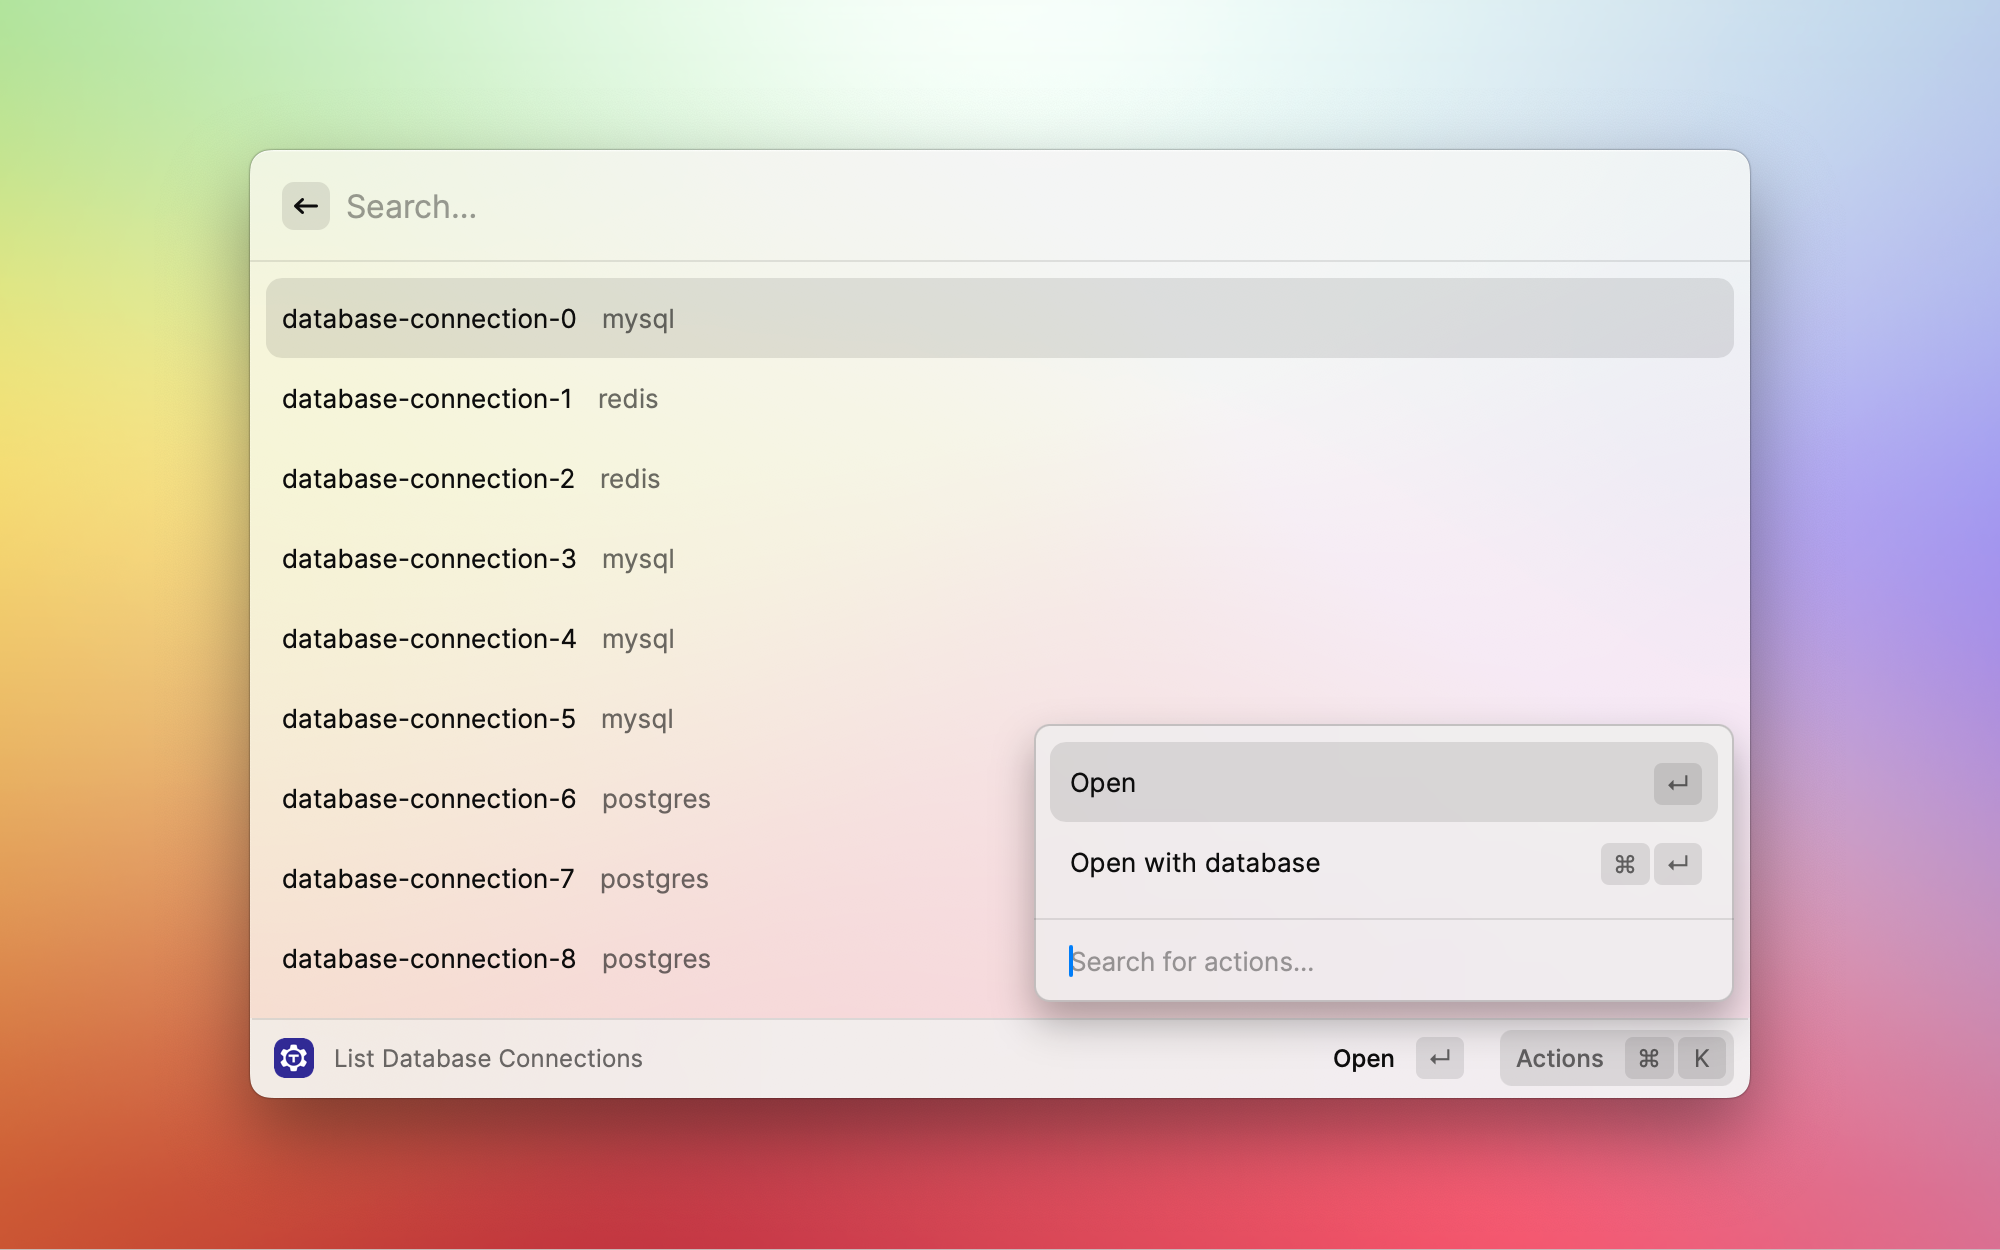 Search...
database-connection-0 mysql
database-connection-1 redis
database-connection-2 redis
database-connection-3 mysql
database-connection-4 mysql
database-connection-5 mysql
database-connection-6 postgres
database-connection-7 postgres
database-connection-8 postgres
Open ↵
Open with database ⌘ ↵
Search for actions...
List Database Connections Open ↵ Actions ⌘ K